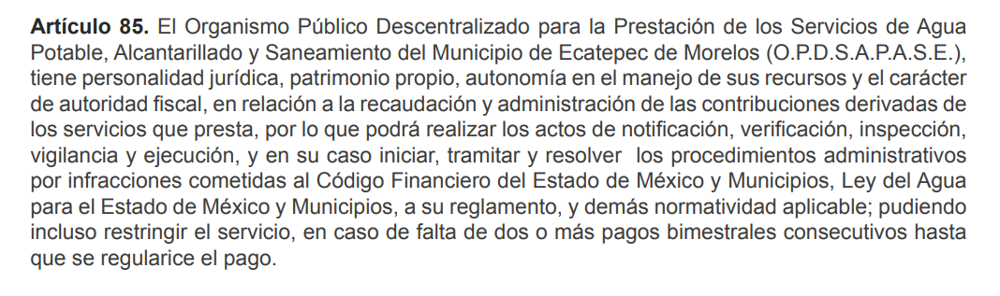 Artículo 85. El Organismo Público Descentralizado para la Prestación de los Servicios de Agua
Potable, Alcantarillado y Saneamiento del Municipio de Ecatepec de Morelos (O.P.D.S.A.P.A.S.E.),
tiene personalidad jurídica, patrimonio propio, autonomía en el manejo de sus recursos y el carácter
de autoridad fiscal, en relación a la recaudación y administración de las contribuciones derivadas de
los servicios que presta, por lo que podrá realizar los actos de notificación, verificación, inspección,
vigilancia y ejecución, y en su caso iniciar, tramitar y resolver  los procedimientos administrativos
por infracciones cometidas al Código Financiero del Estado de México y Municipios, Ley del Agua
para el Estado de México y Municipios, a su reglamento, y demás normatividad aplicable; pudiendo
incluso restringir el servicio, en caso de falta de dos o más pagos bimestrales consecutivos hasta
que se regularice el pago.